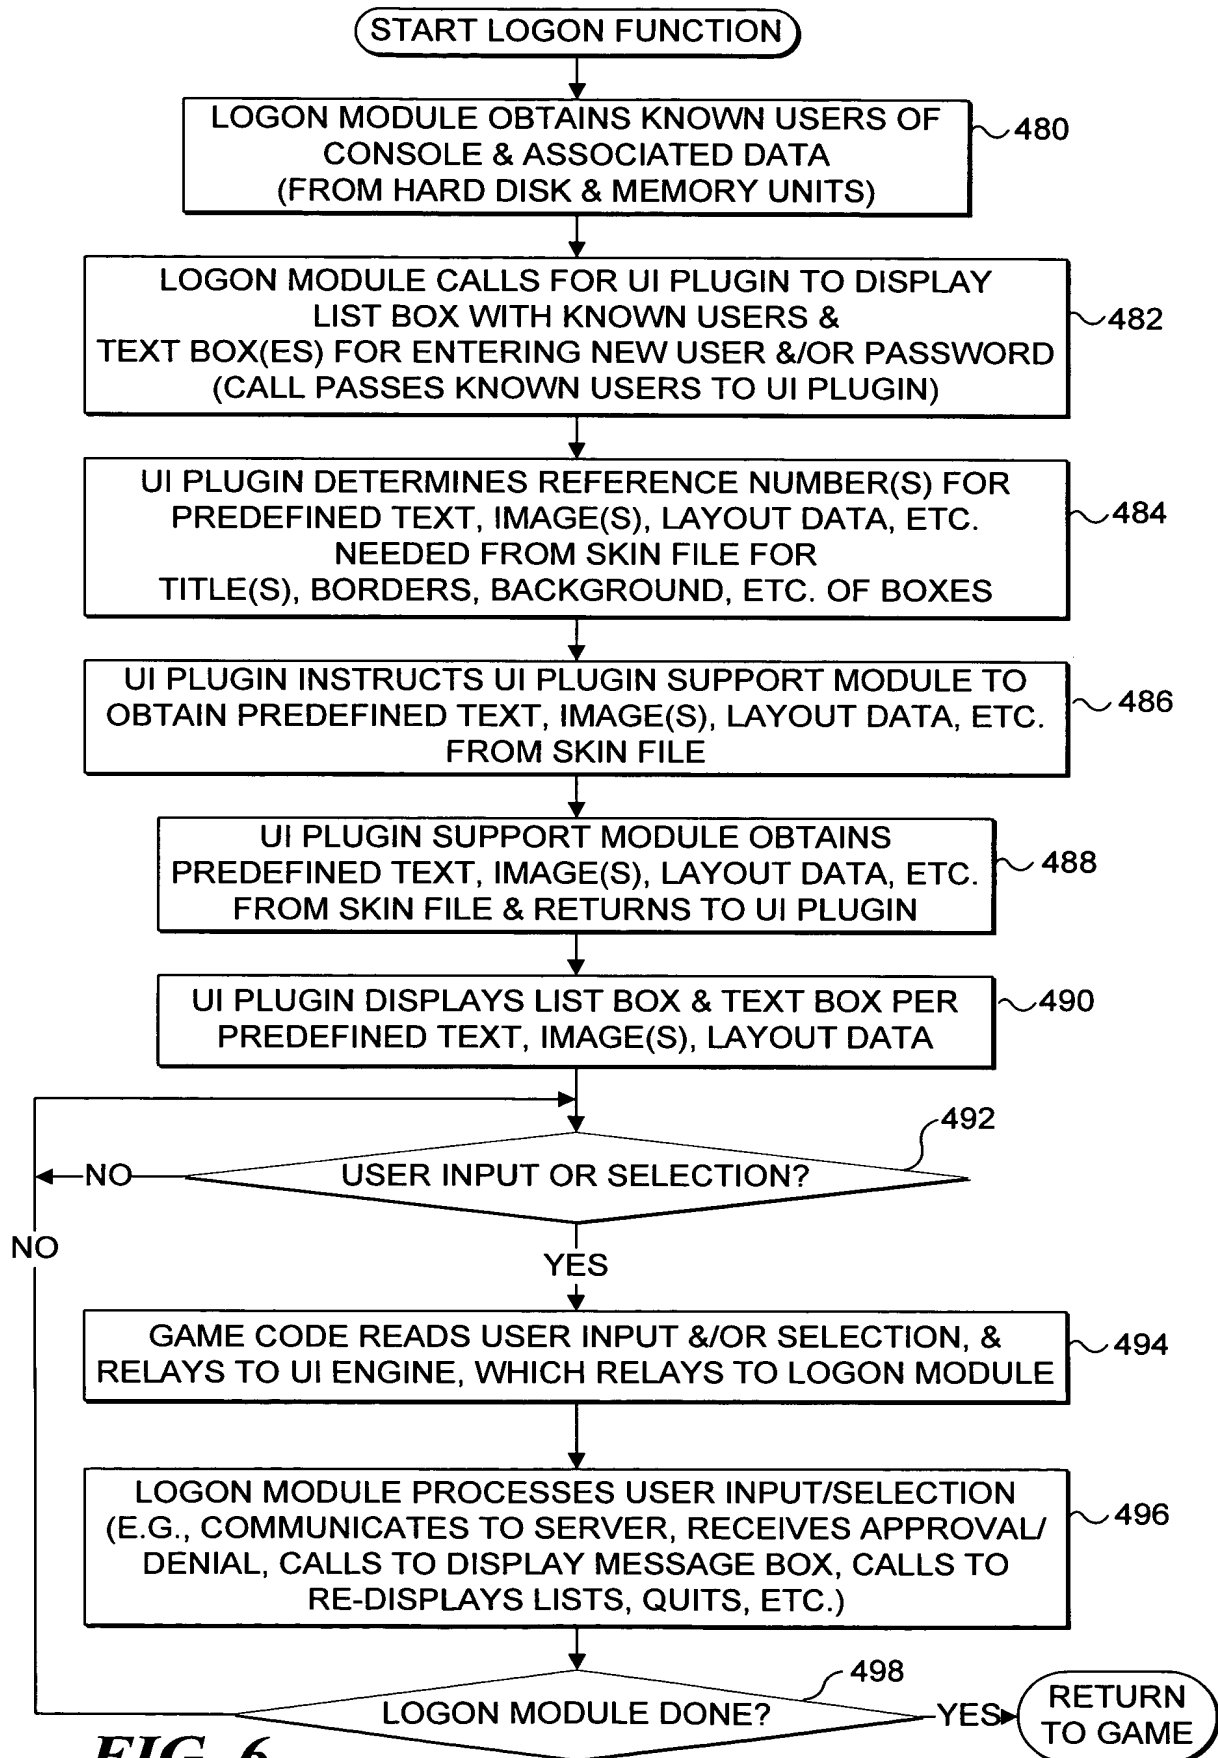 START LOGON FUNCTION
LOGON MODULE OBTAINS KNOWN USERS OF
CONSOLE & ASSOCIATED DATA
(FROM HARD DISK & MEMORY UNITS)
480
LOGON MODULE CALLS FOR UI PLUGIN TO DISPLAY
LIST BOX WITH KNOWN USERS &
TEXT BOX(ES) FOR ENTERING NEW USER &/OR PASSWORD
(CALL PASSES KNOWN USERS TO UI PLUGIN)
482
UI PLUGIN DETERMINES REFERENCE NUMBER(S) FOR
PREDEFINED TEXT, IMAGE(S), LAYOUT DATA, ETC.
NEEDED FROM SKIN FILE FOR
TITLE(S), BORDERS, BACKGROUND, ETC. OF BOXES
484
UI PLUGIN INSTRUCTS UI PLUGIN SUPPORT MODULE TO
OBTAIN PREDEFINED TEXT, IMAGE(S), LAYOUT DATA, ETC.
FROM SKIN FILE
486
UI PLUGIN SUPPORT MODULE OBTAINS
PREDEFINED TEXT, IMAGE(S), LAYOUT DATA, ETC.
FROM SKIN FILE & RETURNS TO UI PLUGIN
488
UI PLUGIN DISPLAYS LIST BOX & TEXT BOX PER
PREDEFINED TEXT, IMAGE(S), LAYOUT DATA
490
492
NO
USER INPUT OR SELECTION?
NO
YES
GAME CODE READS USER INPUT &/OR SELECTION, &
RELAYS TO UI ENGINE, WHICH RELAYS TO LOGON MODULE
494
LOGON MODULE PROCESSES USER INPUT/SELECTION
(E.G., COMMUNICATES TO SERVER, RECEIVES APPROVAL/
DENIAL, CALLS TO DISPLAY MESSAGE BOX, CALLS TO
RE-DISPLAYS LISTS, QUITS, ETC.)
496
498
LOGON MODULE DONE?
YES
RETURN
TO GAME
FIG. 6